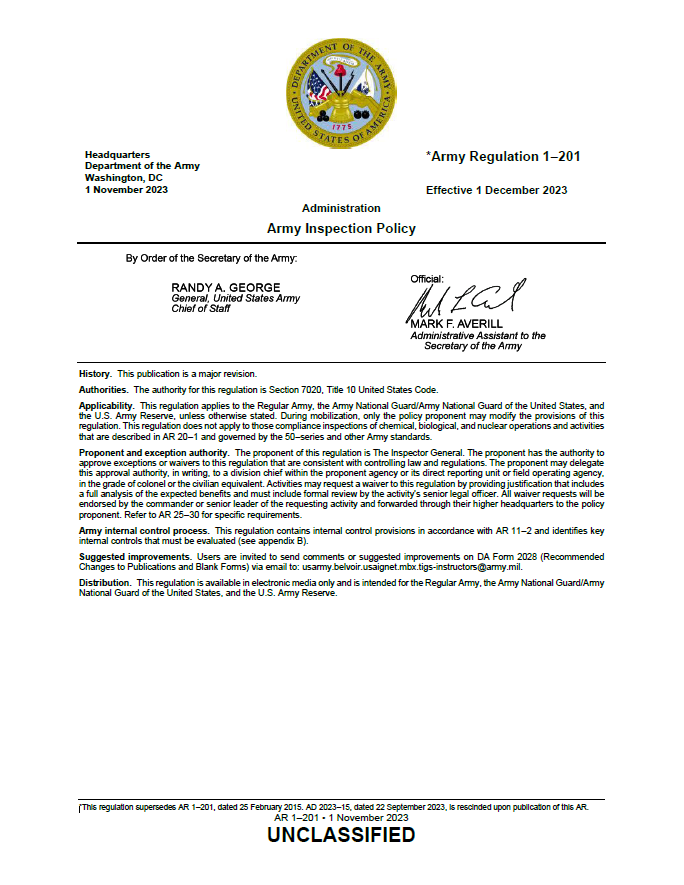 DEPARTMENT OF THE ARMY
UNITED STATES OF AMERICA
1775
Headquarters
Department of the Army
Washington, DC
1 November 2023
*Army Regulation 1–201
Effective 1 December 2023
Administration
Army Inspection Policy
By Order of the Secretary of the Army:
RANDY A. GEORGE
General, United States Army
Chief of Staff
Official:
MARK F. AVERILL
Administrative Assistant to the
Secretary of the Army
History. This publication is a major revision.
Authorities. The authority for this regulation is Section 7020, Title 10 United States Code.
Applicability. This regulation applies to the Regular Army, the Army National Guard/Army National Guard of the United States, and
the U.S. Army Reserve, unless otherwise stated. During mobilization, only the policy proponent may modify the provisions of this
regulation. This regulation does not apply to those compliance inspections of chemical, biological, and nuclear operations and activities
that are described in AR 20–1 and governed by the 50–series and other Army standards.
Proponent and exception authority. The proponent of this regulation is The Inspector General. The proponent has the authority to
approve exceptions or waivers to this regulation that are consistent with controlling law and regulations. The proponent may delegate
this approval authority, in writing, to a division chief within the proponent agency or its direct reporting unit or field operating agency,
in the grade of colonel or the civilian equivalent. Activities may request a waiver to this regulation by providing justification that includes
a full analysis of the expected benefits and must include formal review by the activity's senior legal officer. All waiver requests will be
endorsed by the commander or senior leader of the requesting activity and forwarded through their higher headquarters to the policy
proponent. Refer to AR 25–30 for specific requirements.
Army internal control process. This regulation contains internal control provisions in accordance with AR 11–2 and identifies key
internal controls that must be evaluated (see appendix B).
Suggested improvements. Users are invited to send comments or suggested improvements on DA Form 2028 (Recommended
Changes to Publications and Blank Forms) via email to: usarmy.belvoir.usaignet.mbx.tigs-instructors@army.mil.
Distribution. This regulation is available in electronic media only and is intended for the Regular Army, the Army National Guard/Army
National Guard of the United States, and the U.S. Army Reserve.
*This regulation supersedes AR 1–201, dated 25 February 2015. AD 2023–15, dated 22 September 2023, is rescinded upon publication of this AR.
AR 1–201 • 1 November 2023
UNCLASSIFIED